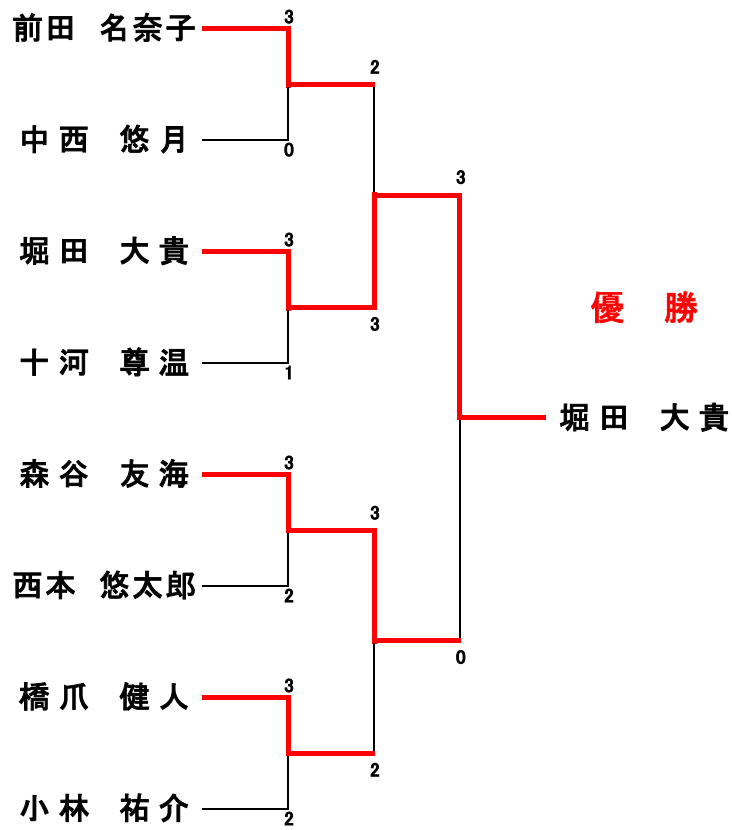 前田 名奈子
3
2
中西 悠月
0
3
堀田 大貴
3
3
十河 尊温
1
優 勝
堀田 大貴
森谷 友海
3
3
西本 悠太郎
2
0
橋爪 健人
3
2
小林 祐介
2